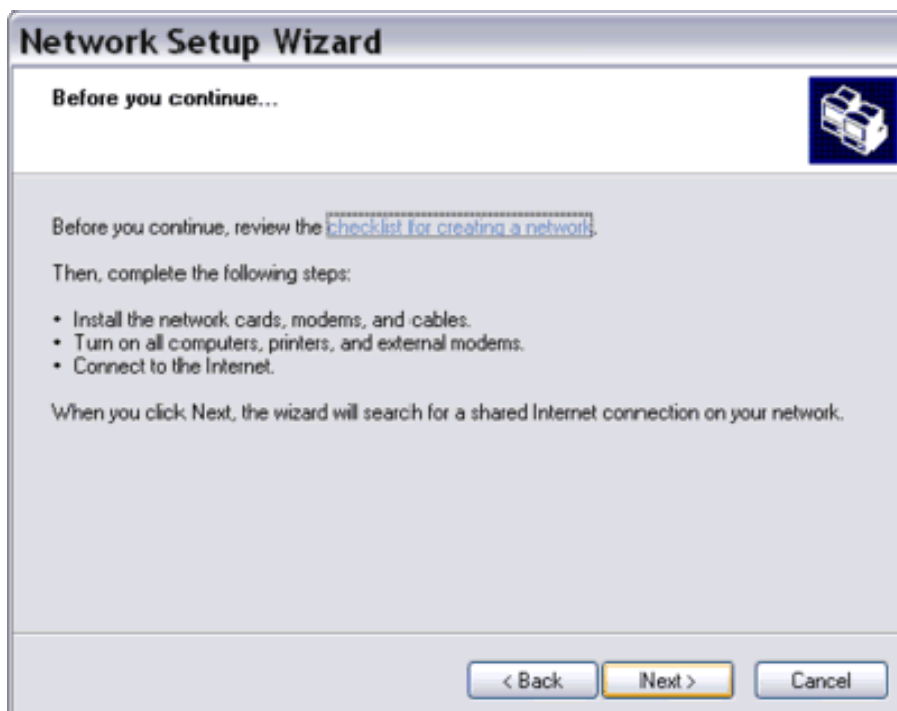 Network Setup Wizard
Before you continue...
Before you continue, review the checklist for creating a network.
Then, complete the following steps:
• Install the network cards, modems, and cables.
• Turn on all computers, printers, and external modems.
• Connect to the Internet.
When you click Next, the wizard will search for a shared Internet connection on your network.
< Back
Next >
Cancel